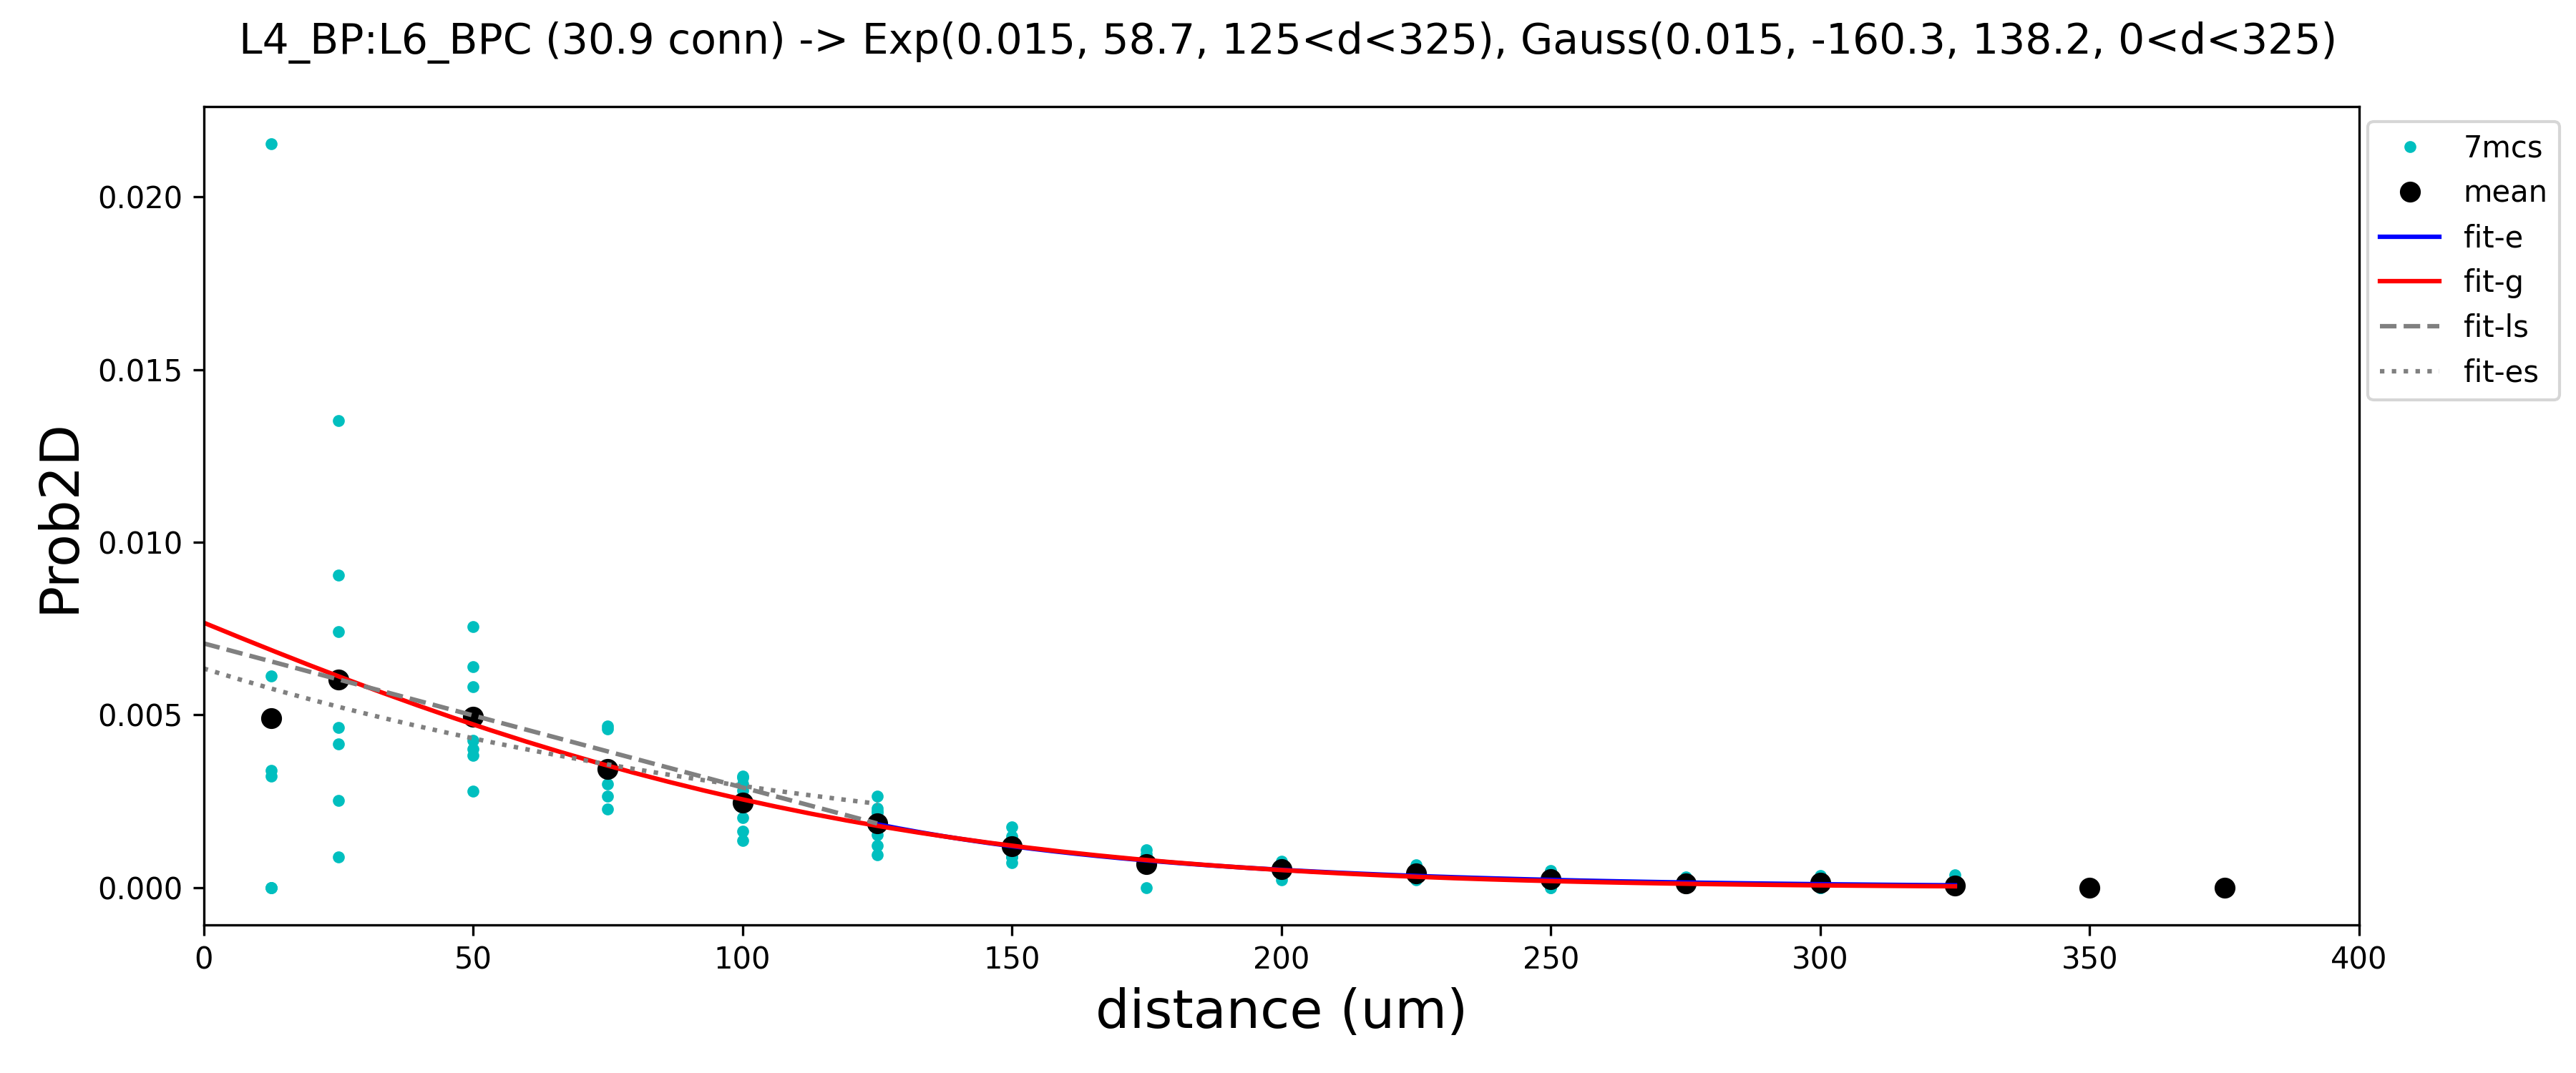 L4_BP:L6_BPC (30.9 conn) -> Exp(0.015, 58.7, 125<d<325), Gauss(0.015, -160.3, 138.2, 0<d<325)
7mcs
mean
fit-e
fit-g
fit-ls
fit-es
Prob2D
0.020
0.015
0.010
0.005
0.000
0 50 100 150 200 250 300 350 400
distance (um)